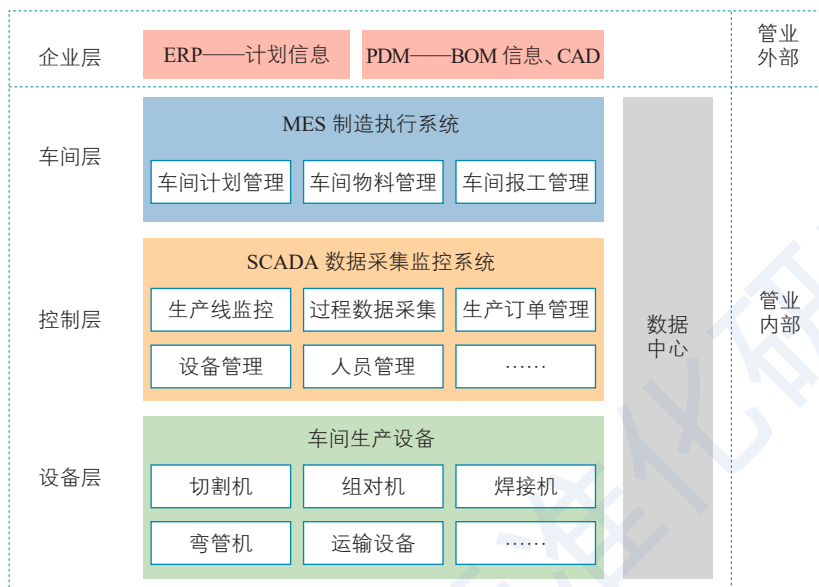 企业层
ERP——计划信息
PDM——BOM 信息、CAD
管业
外部
车间层
MES 制造执行系统
车间计划管理
车间物料管理
车间报工管理
控制层
SCADA 数据采集监控系统
生产线监控
过程数据采集
生产订单管理
设备管理
人员管理
……
数据
中心
管业
内部
设备层
车间生产设备
切割机
组对机
焊接机
弯管机
运输设备
……
准化研